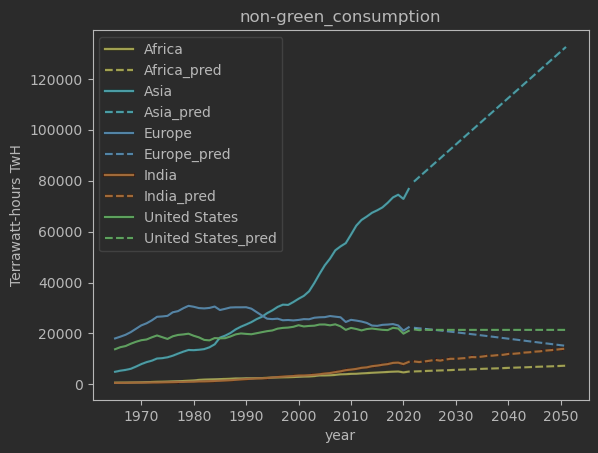 non-green_consumption
Africa
Africa_pred
Asia
Asia_pred
Europe
Europe_pred
India
India_pred
United States
United States_pred
Terrawatt-hours TwH
120000
100000
80000
60000
40000
20000
0
1970 1980 1990 2000 2010 2020 2030 2040 2050
year